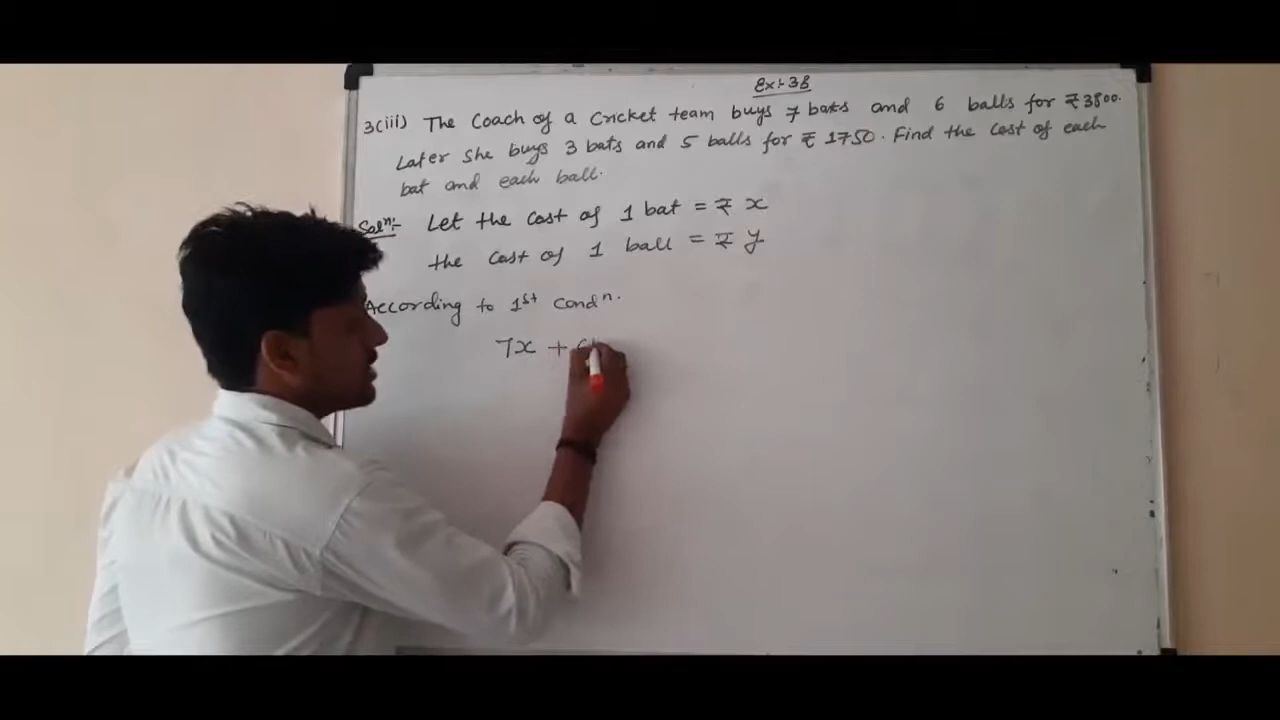 Ex:- 3B
3(iii) The Coach of a Cricket team buys 7 bats and 6 balls for ₹3800.
Later she buys 3 bats and 5 balls for ₹ 1750. Find the cost of each
bat and each ball.
Solⁿ:- Let the cost of 1 bat = ₹ x
the cost of 1 ball = ₹ y
According to 1st Condⁿ.
7x + 6